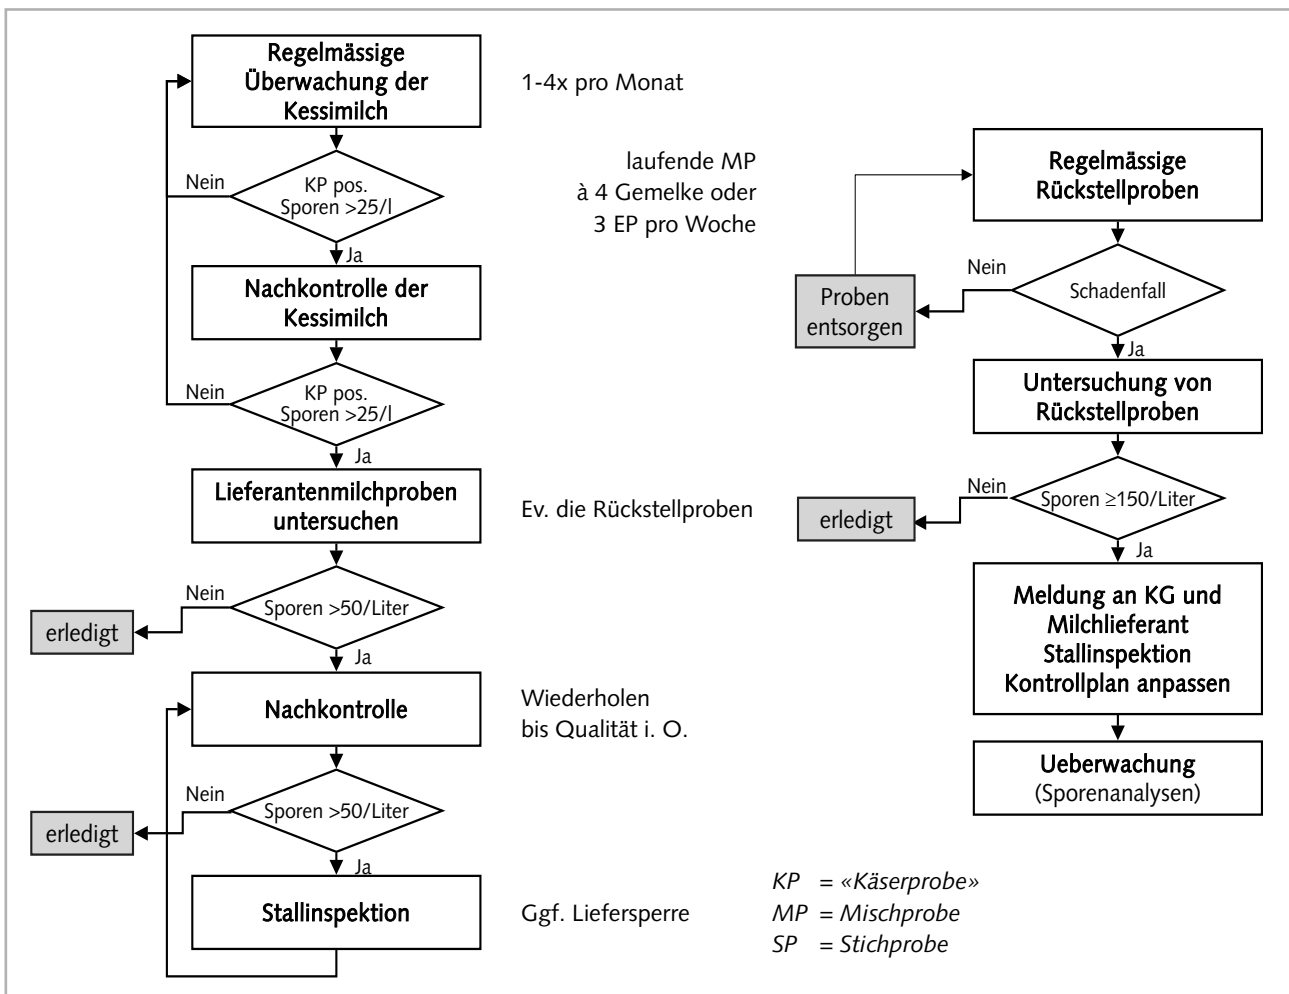 Regelmässige
Überwachung der
Kessimilch
1-4x pro Monat
Nein
KP pos.
Sporen >25/l
Ja
Nachkontrolle der
Kessimilch
Nein
KP pos.
Sporen >25/l
Ja
Lieferantenmilchproben
untersuchen
Ev. die Rückstellproben
Nein
Sporen >50/Liter
erledigt
Ja
Nachkontrolle
Wiederholen
bis Qualität i. O.
Nein
Sporen >50/Liter
erledigt
Ja
Stallinspektion
Ggf. Liefersperre
laufende MP
à 4 Gemelke oder
3 EP pro Woche
Regelmässige
Rückstellproben
Nein
Schadenfall
Proben
entsorgen
Ja
Untersuchung von
Rückstellproben
Nein
Sporen ≥150/Liter
erledigt
Ja
Meldung an KG und
Milchlieferant
Stallinspektion
Kontrollplan anpassen
Ueberwachung
(Sporenanalysen)
KP = «Käserprobe»
MP = Mischprobe
SP = Stichprobe